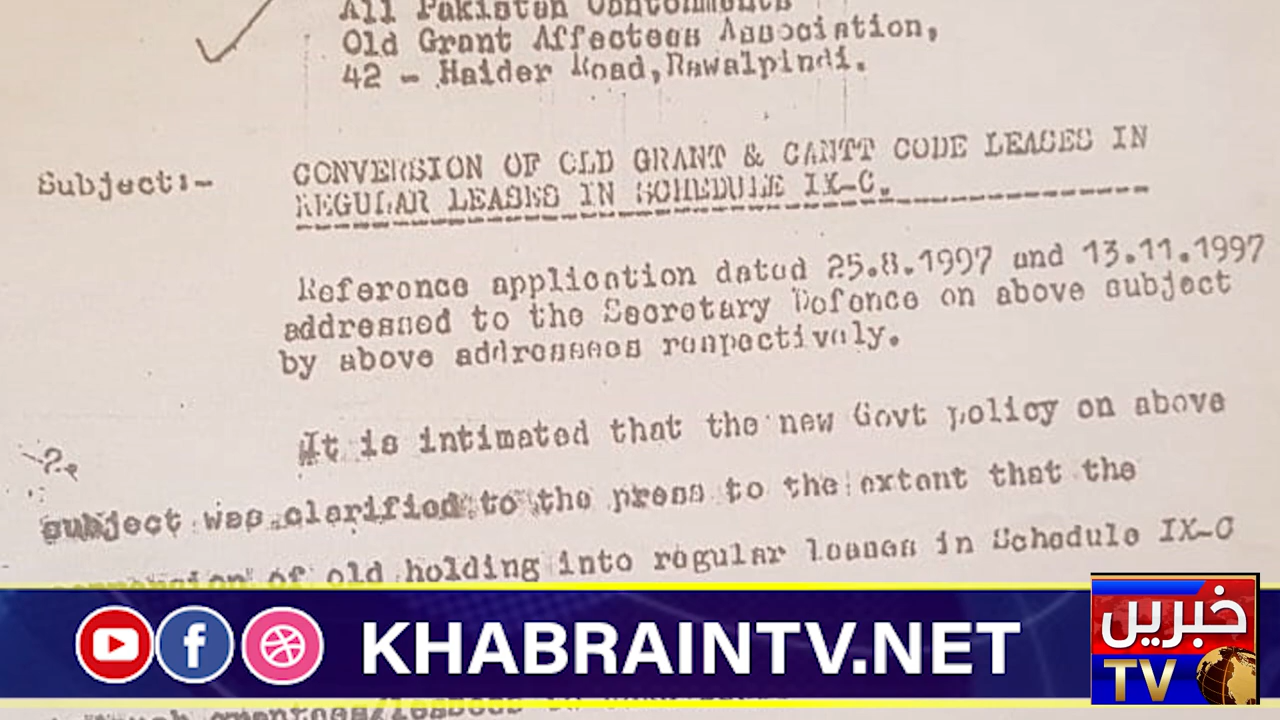 All Pakistan Cantonments
Old Grant Affectees Association,
42 - Haider Road, Rawalpindi.
Subject:-
CONVERSION OF OLD GRANT & CANTT CODE LEASES IN
REGULAR LEASES IN SCHEDULE IX-C.
Reference application dated 25.8.1997 and 13.11.1997
addressed to the Secretary Defence on above subject
by above addresses respectively.
It is intimated that the new Govt policy on above
subject was clarified to the press to the extent that the
conversion of old holding into regular leases in Schedule IX-C
KHABRAINTV.NET
خبریں
TV